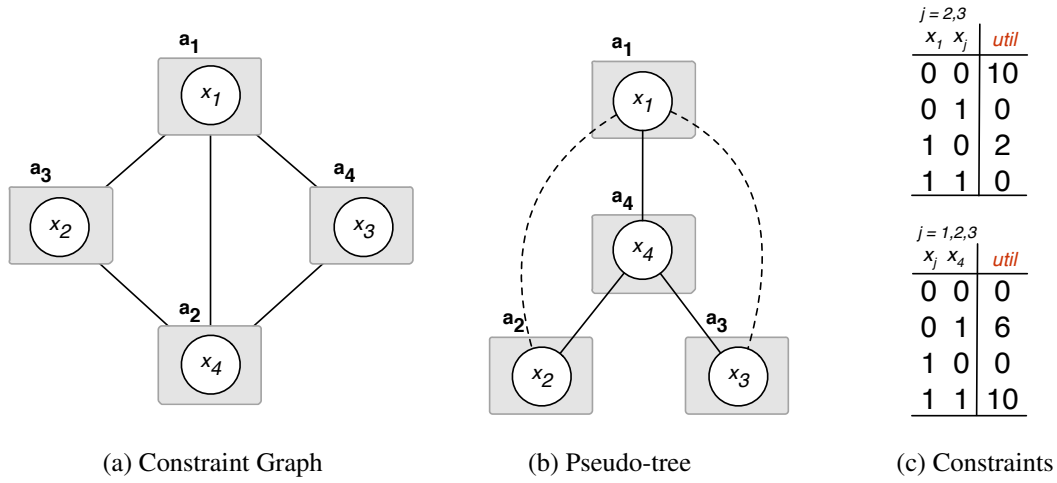 a1
x1
a3
x2
a4
x3
a2
x4
(a) Constraint Graph
a1
x1
a4
x4
a2
x2
a3
x3
(b) Pseudo-tree
j = 2,3
x1 xj util
0 0 10
0 1 0
1 0 2
1 1 0
j = 1,2,3
xj x4 util
0 0 0
0 1 6
1 0 0
1 1 10
(c) Constraints